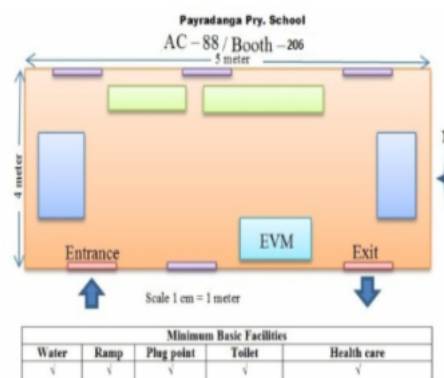 Payradanga Pry. School
AC – 88 / Booth – 206
5 meter
4 meter
EVM
Entrance
Exit
Scale 1 cm = 1 meter
Minimum Basic Facilities
Water Ramp Plug point Toilet Health care
√ √ √ √ √